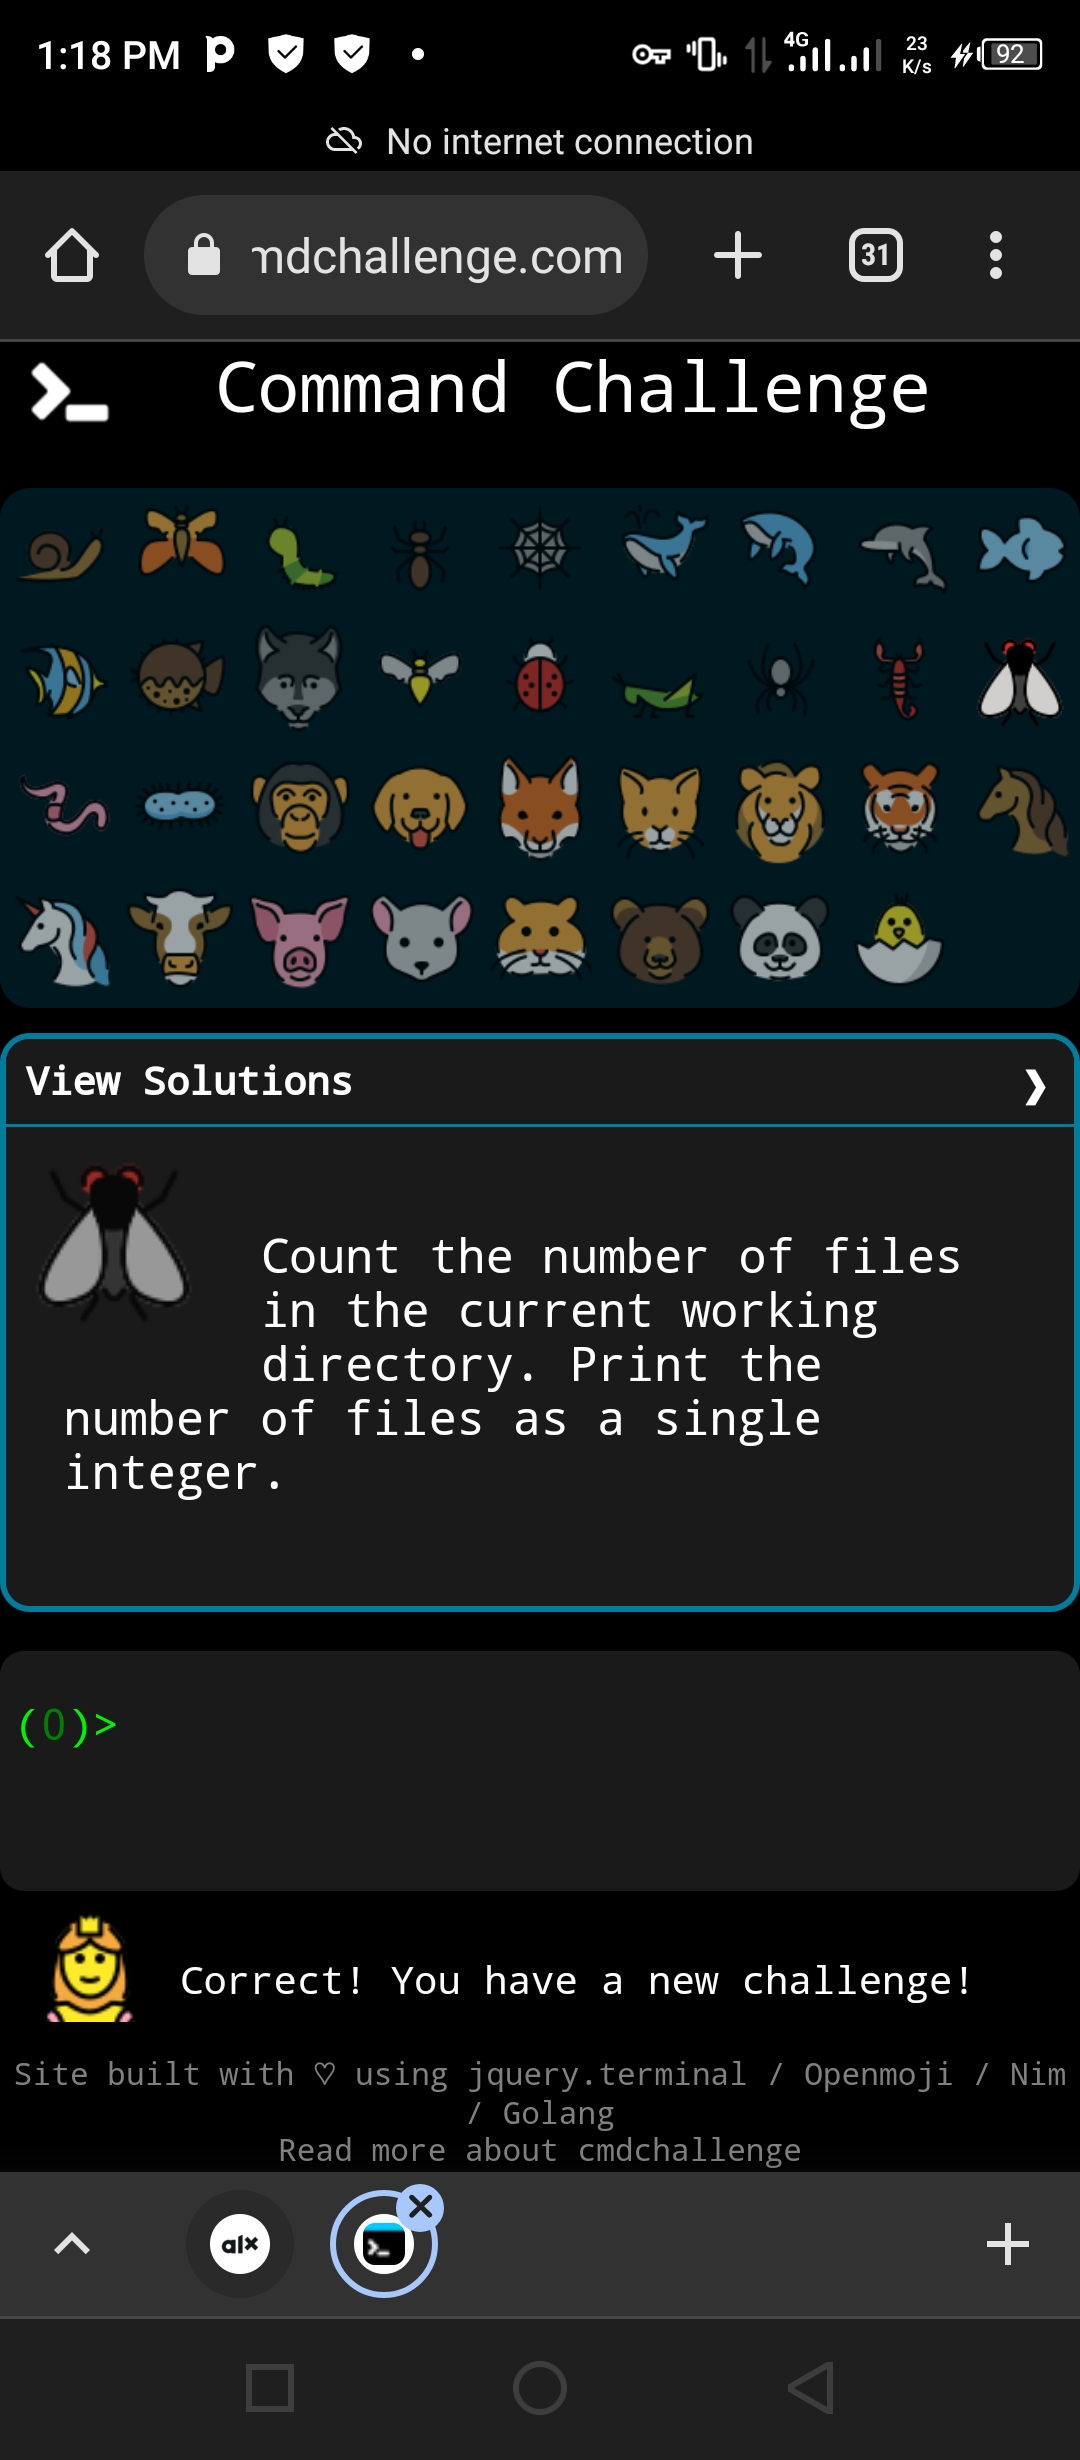 1:18 PM
4G
23
K/s
92
No internet connection
mdchallenge.com
31
Command Challenge
View Solutions
Count the number of files
in the current working
directory. Print the
number of files as a single
integer.
(0)>
Correct! You have a new challenge!
Site built with ♡ using jquery.terminal / Openmoji / Nim
/ Golang
Read more about cmdchallenge
alx